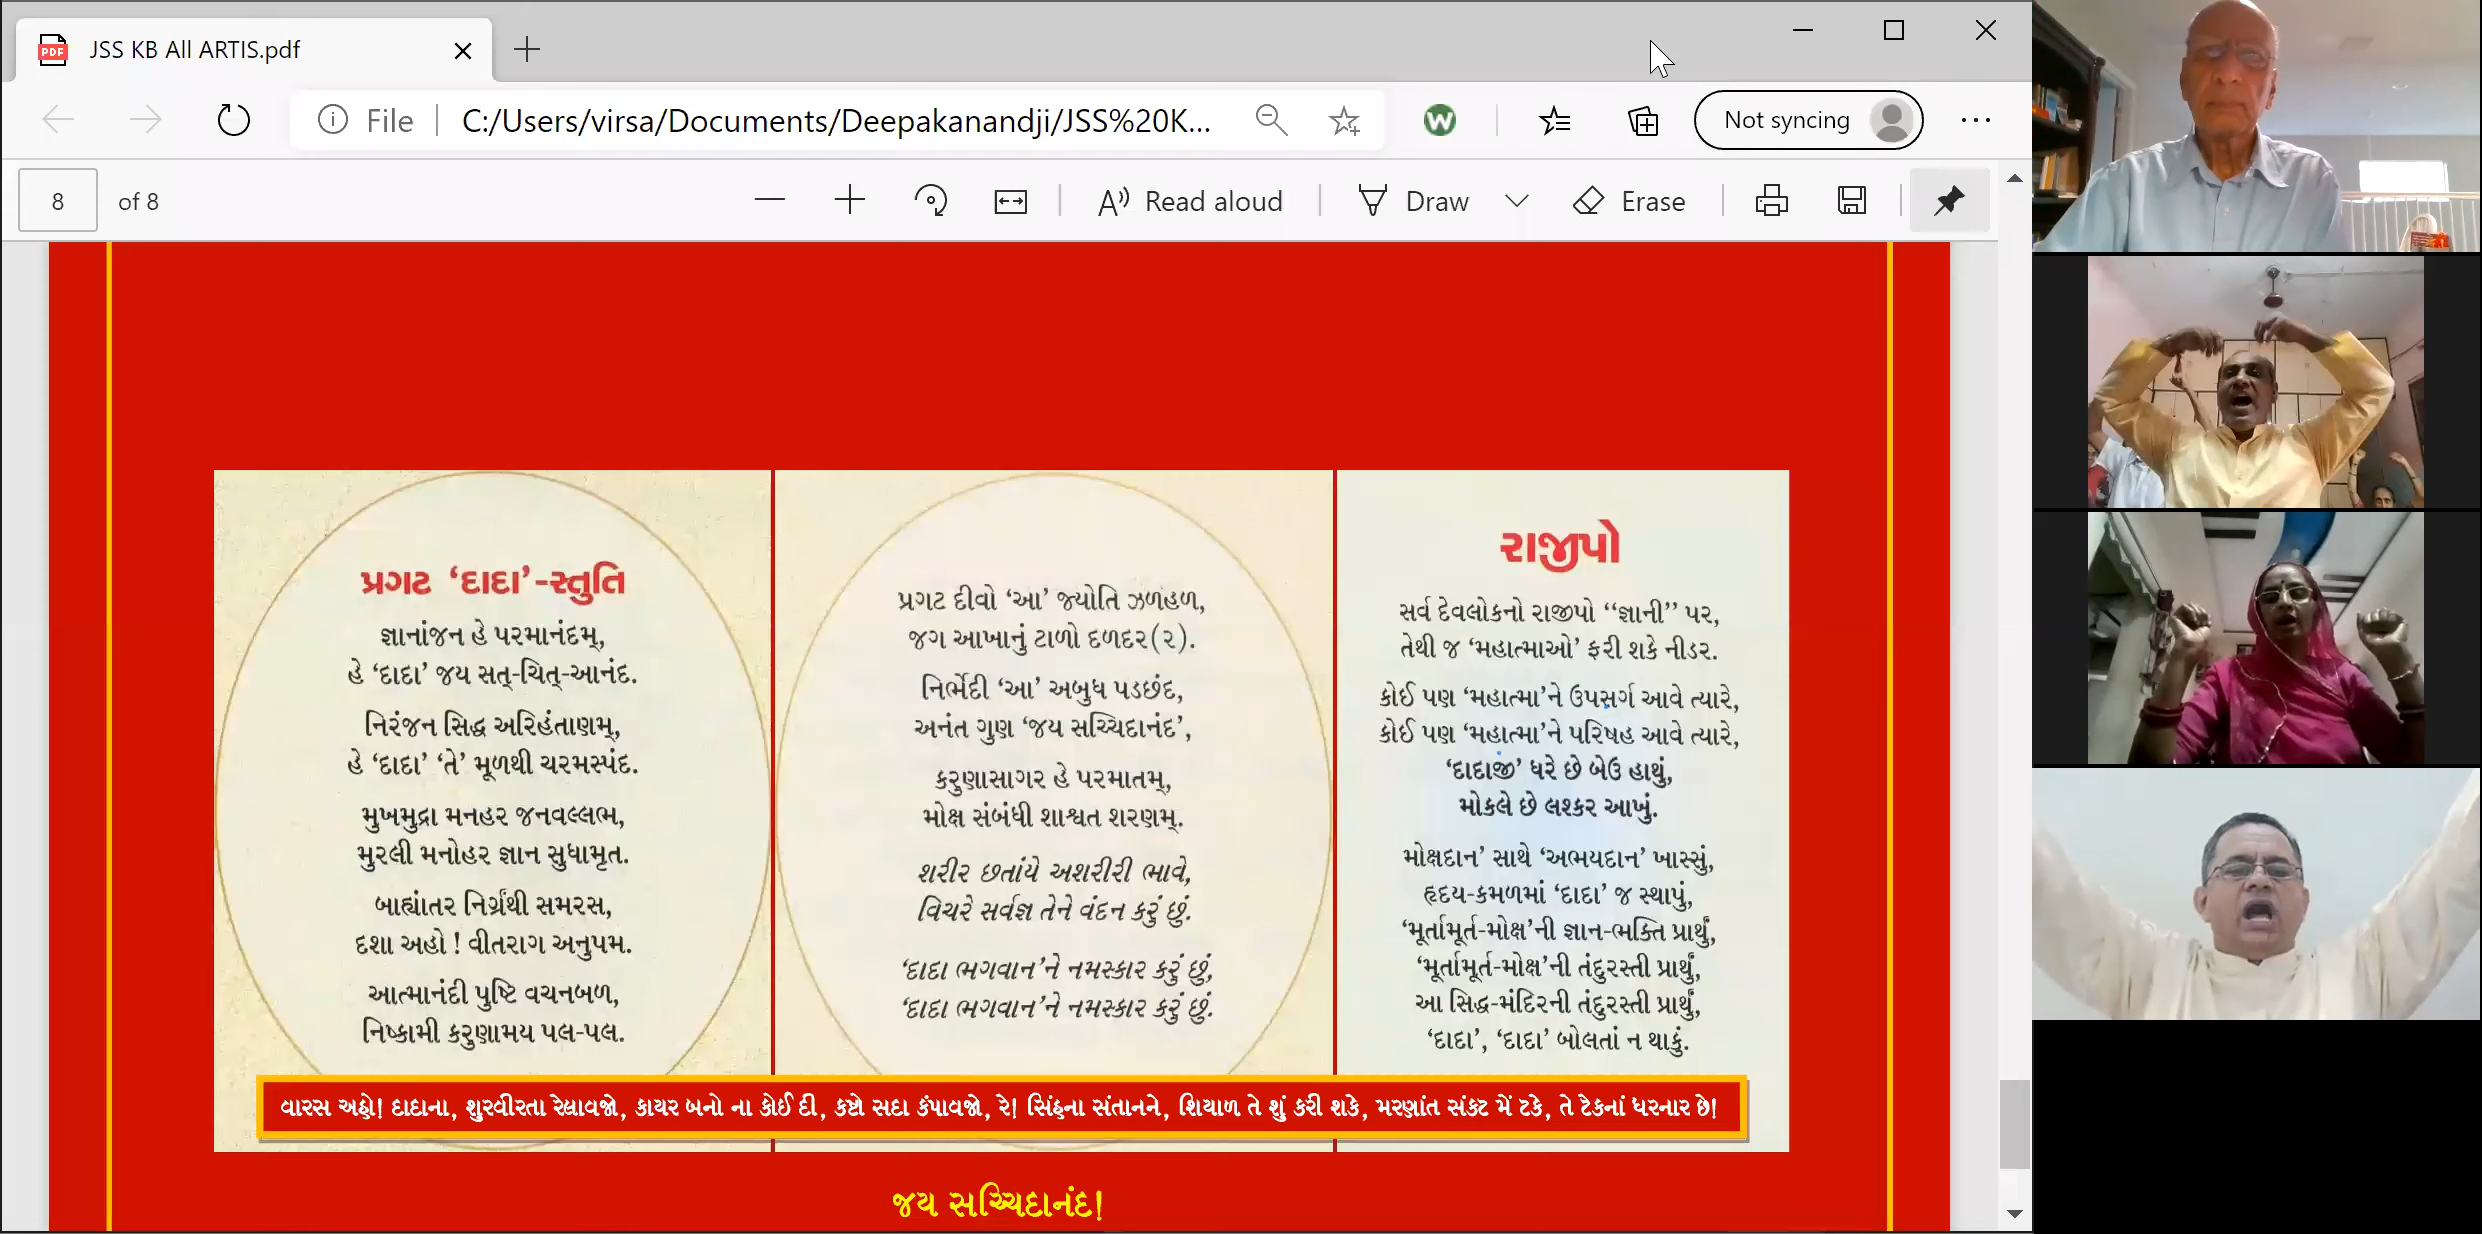 JSS KB All ARTIS.pdf
File
C:/Users/virsa/Documents/Deepakanandji/JSS%20K...
Not syncing
8 of 8
Read aloud
Draw
Erase
પ્રગટ ‘દાદા’-સ્તુતિ
જ્ઞાનાંજન હે પરમાનંદમ્,
હે ‘દાદા’ જય સત્-ચિત્-આનંદ.
નિરંજન સિદ્ધ અરિહંતાણમ્,
હે ‘દાદા’ ‘તે’ મૂળથી ચરમસ્પંદ.
મુખમુદ્રા મનહર જનવલ્લભ,
મુરલી મનોહર જ્ઞાન સુધામૃત.
બાહ્યાંતર નિર્ગ્રંથી સમરસ,
દશા અહો ! વીતરાગ અનુપમ.
આત્માનંદી પુષ્ટિ વચનબળ,
નિષ્કામી કરુણામય પલ-પલ.
પ્રગટ દીવો ‘આ’ જ્યોતિ ઝળહળ,
જગ આખાનું ટાળો દળદર(૨).
નિર્ભેદી ‘આ’ અબુધ પડછંદ,
અનંત ગુણ ‘જય સચ્ચિદાનંદ’,
કરુણાસાગર હે પરમાતમ્,
મોક્ષ સંબંધી શાશ્વત શરણમ્.
શરીર છતાંયે અશરીરી ભાવે,
વિચરે સર્વજ્ઞ તેને વંદન કરું છું.
‘દાદા ભગવાન’ને નમસ્કાર કરું છું,
‘દાદા ભગવાન’ને નમસ્કાર કરું છું.
રાજીપો
સર્વ દેવલોકનો રાજીપો “જ્ઞાની” પર,
તેથી જ ‘મહાત્માઓ’ ફરી શકે નીડર.
કોઈ પણ ‘મહાત્મા’ને ઉપસર્ગ આવે ત્યારે,
કોઈ પણ ‘મહાત્મા’ને પરિષહ આવે ત્યારે,
‘દાદાજી’ ધરે છે બેઉ હાથું,
મોકલે છે લશ્કર આખું.
મોક્ષદાન’ સાથે ‘અભયદાન’ ખાસ્સું,
હૃદય-કમળમાં ‘દાદા’ જ સ્થાપું,
‘મૂર્તામૂર્ત-મોક્ષ’ની જ્ઞાન-ભક્તિ પ્રાર્થું,
‘મૂર્તામૂર્ત-મોક્ષ’ની તંદુરસ્તી પ્રાર્થું,
આ સિદ્ધ-મંદિરની તંદુરસ્તી પ્રાર્થું,
‘દાદા’, ‘દાદા’ બોલતાં ન થાકું.
વારસ અહો! દાદાના, શુરવીરતા રેલાવજો, કાયર બનો ના કોઈ દી, કષ્ટો સદા કંપાવજો, રે! સિંહના સંતાનને, શિયાળ તે શું કરી શકે, મરણાંત સંકટ મેં ટકે, તે ટેકનાં ધરનાર છે!
જય સચ્ચિદાનંદ!